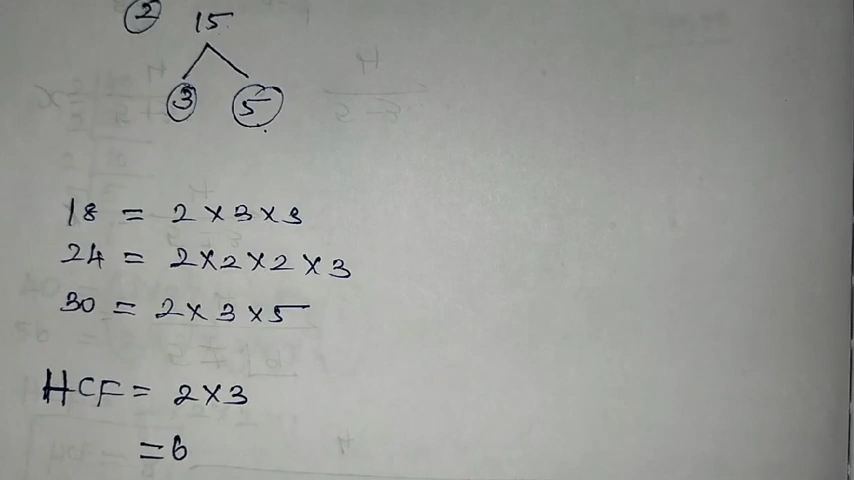 2 15
3 5
18 = 2 × 3 × 3
24 = 2 × 2 × 2 × 3
30 = 2 × 3 × 5
HCF = 2 × 3
= 6